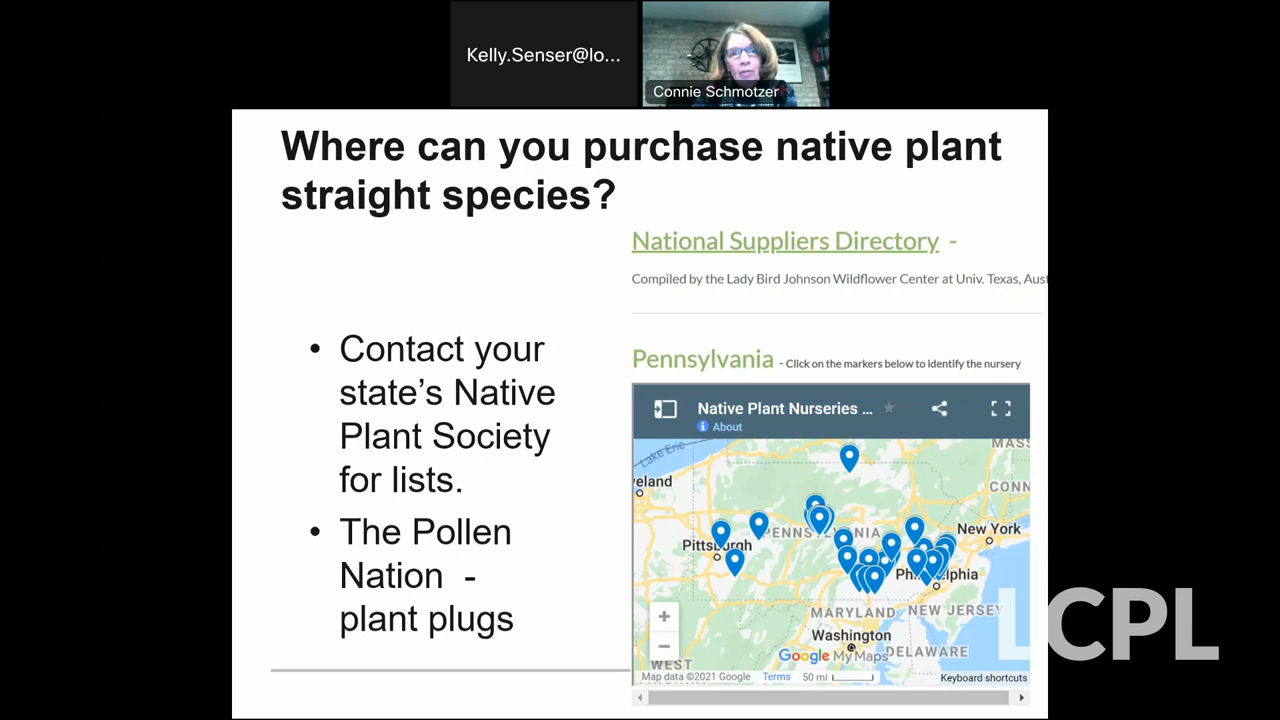 Kelly.Senser@lo...
Connie Schmotzer
Where can you purchase native plant
straight species?
National Suppliers Directory -
Compiled by the Lady Bird Johnson Wildflower Center at Univ. Texas, Aust
• Contact your
state's Native
Plant Society
for lists.
• The Pollen
Nation -
plant plugs
Pennsylvania - Click on the markers below to identify the nursery
Native Plant Nurseries ...
About
Lake Erie
MASS
veland
CONN
PENNSYLVANIA
New York
Pittsburgh
Philadelphia
MARYLAND
NEW JERSEY
Washington
DELAWARE
WEST
Google My Maps
Map data ©2021 Google
Terms
50 mi
Keyboard shortcuts
LCPL